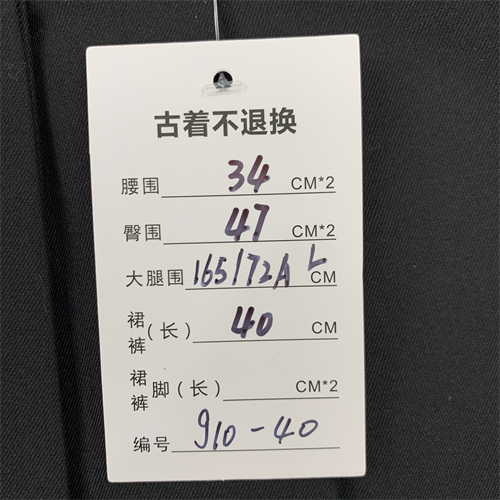 古着不退换
腰围 34 CM*2
臀围 47 CM*2
大腿围 165/72A L CM
裙裤(长) 40 CM
裙裤脚(长) CM*2
编号 910-40